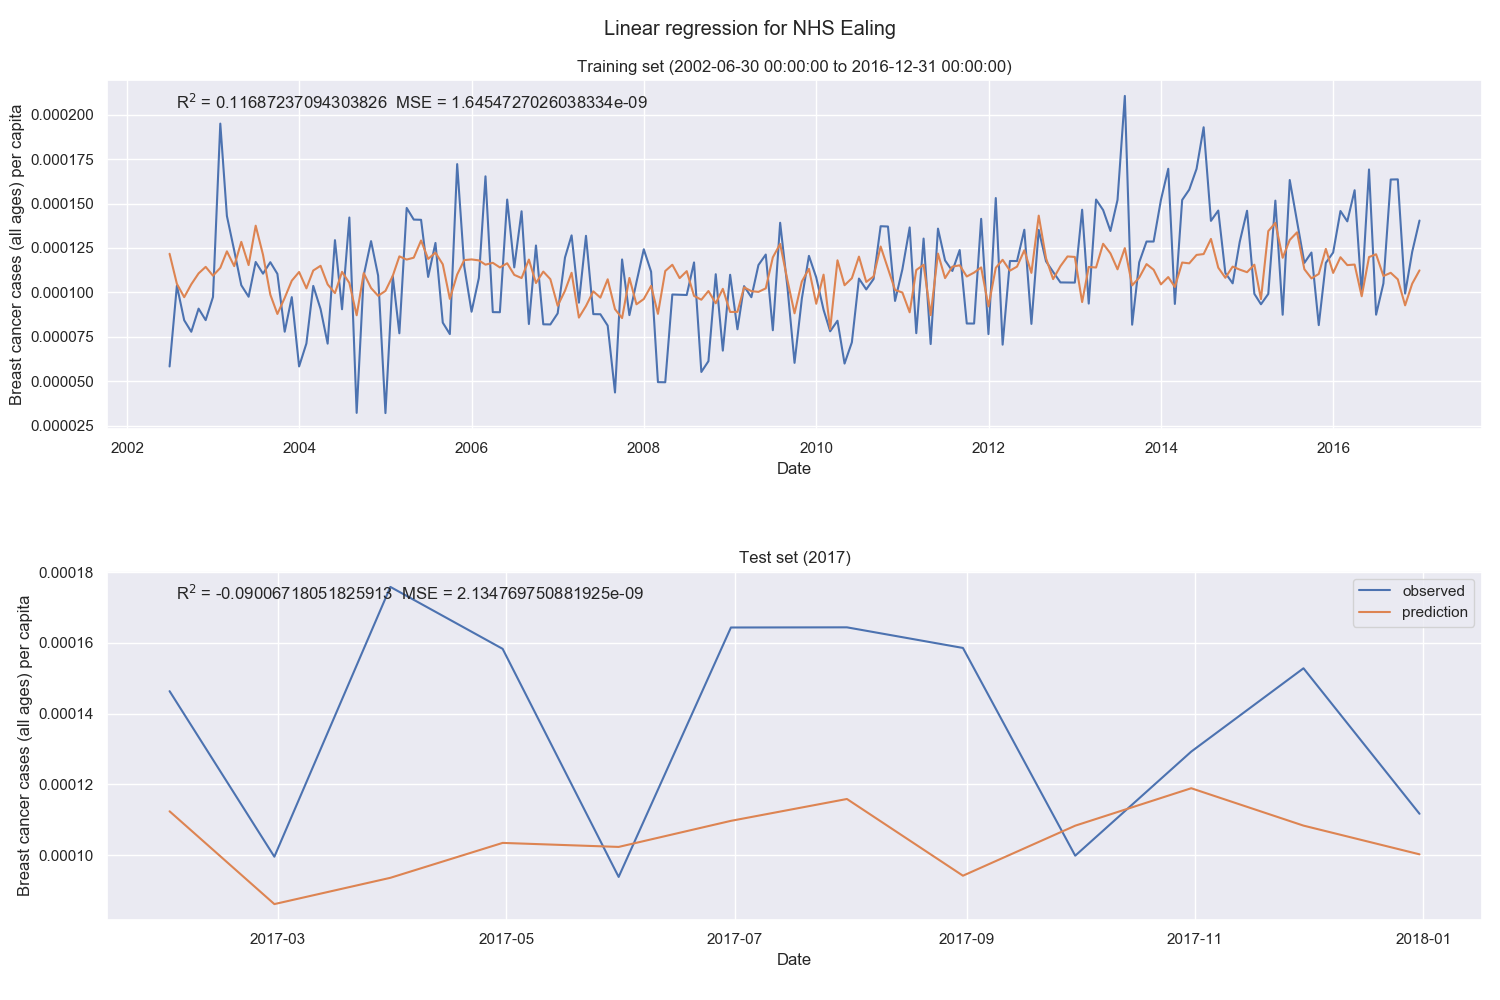 Linear regression for NHS Ealing
Training set (2002-06-30 00:00:00 to 2016-12-31 00:00:00)
R² = 0.11687237094303826 MSE = 1.6454727026038334e-09
Breast cancer cases (all ages) per capita
0.000200
0.000175
0.000150
0.000125
0.000100
0.000075
0.000050
0.000025
2002 2004 2006 2008 2010 2012 2014 2016
Date
Test set (2017)
R² = -0.09006718051825913 MSE = 2.134769750881925e-09
observed
prediction
Breast cancer cases (all ages) per capita
0.00018
0.00016
0.00014
0.00012
0.00010
2017-03 2017-05 2017-07 2017-09 2017-11 2018-01
Date